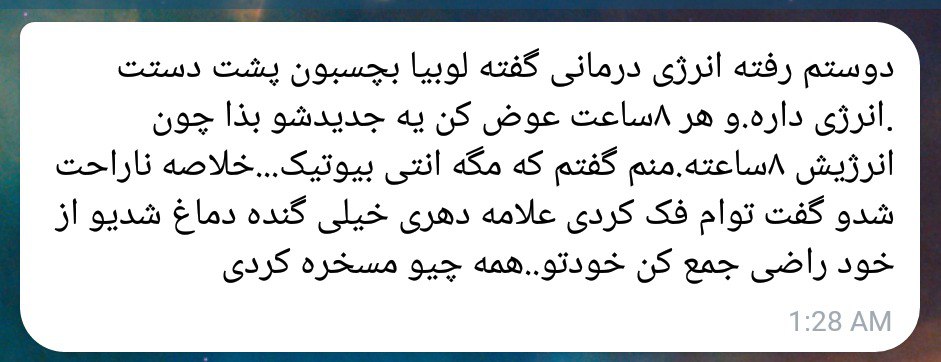 دوستم رفته انرژی درمانی گفته لوبیا بچسبون پشت دستت
.انرژی داره.و هر ۸ساعت عوض کن یه جدیدشو بذا چون
انرژیش ۸ساعته.منم گفتم که مگه انتی بیوتیک...خلاصه ناراحت
شدو گفت توام فک کردی علامه دهری خیلی گنده دماغ شدیو از
خود راضی جمع کن خودتو..همه چیو مسخره کردی
1:28 AM